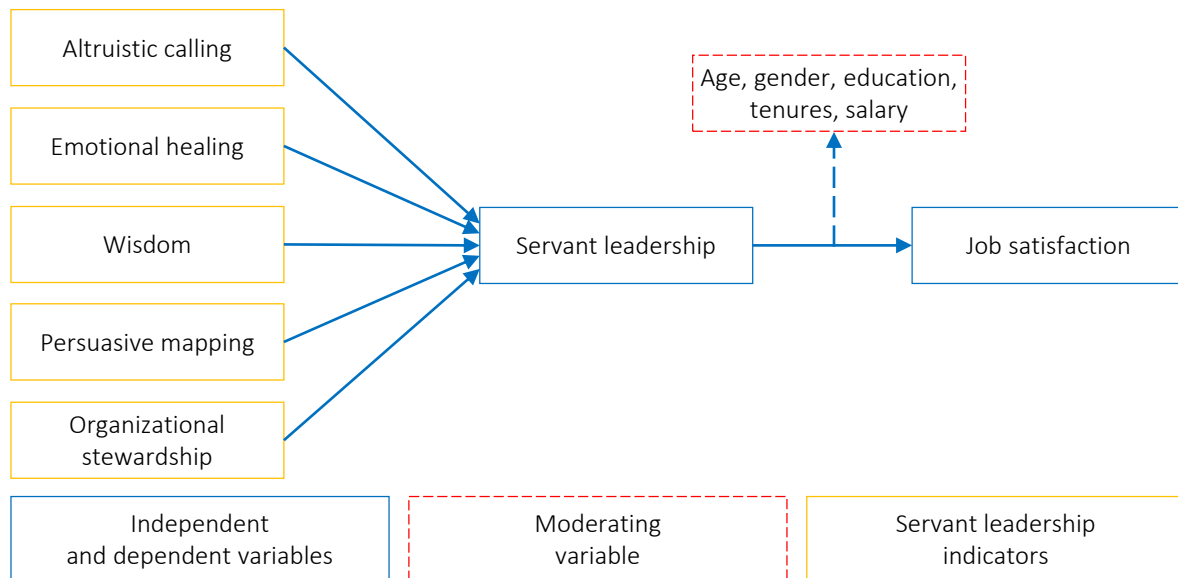 Altruistic calling
Emotional healing
Wisdom
Persuasive mapping
Organizational
stewardship
Servant leadership
Age, gender, education,
tenures, salary
Job satisfaction
Independent
and dependent variables
Moderating
variable
Servant leadership
indicators